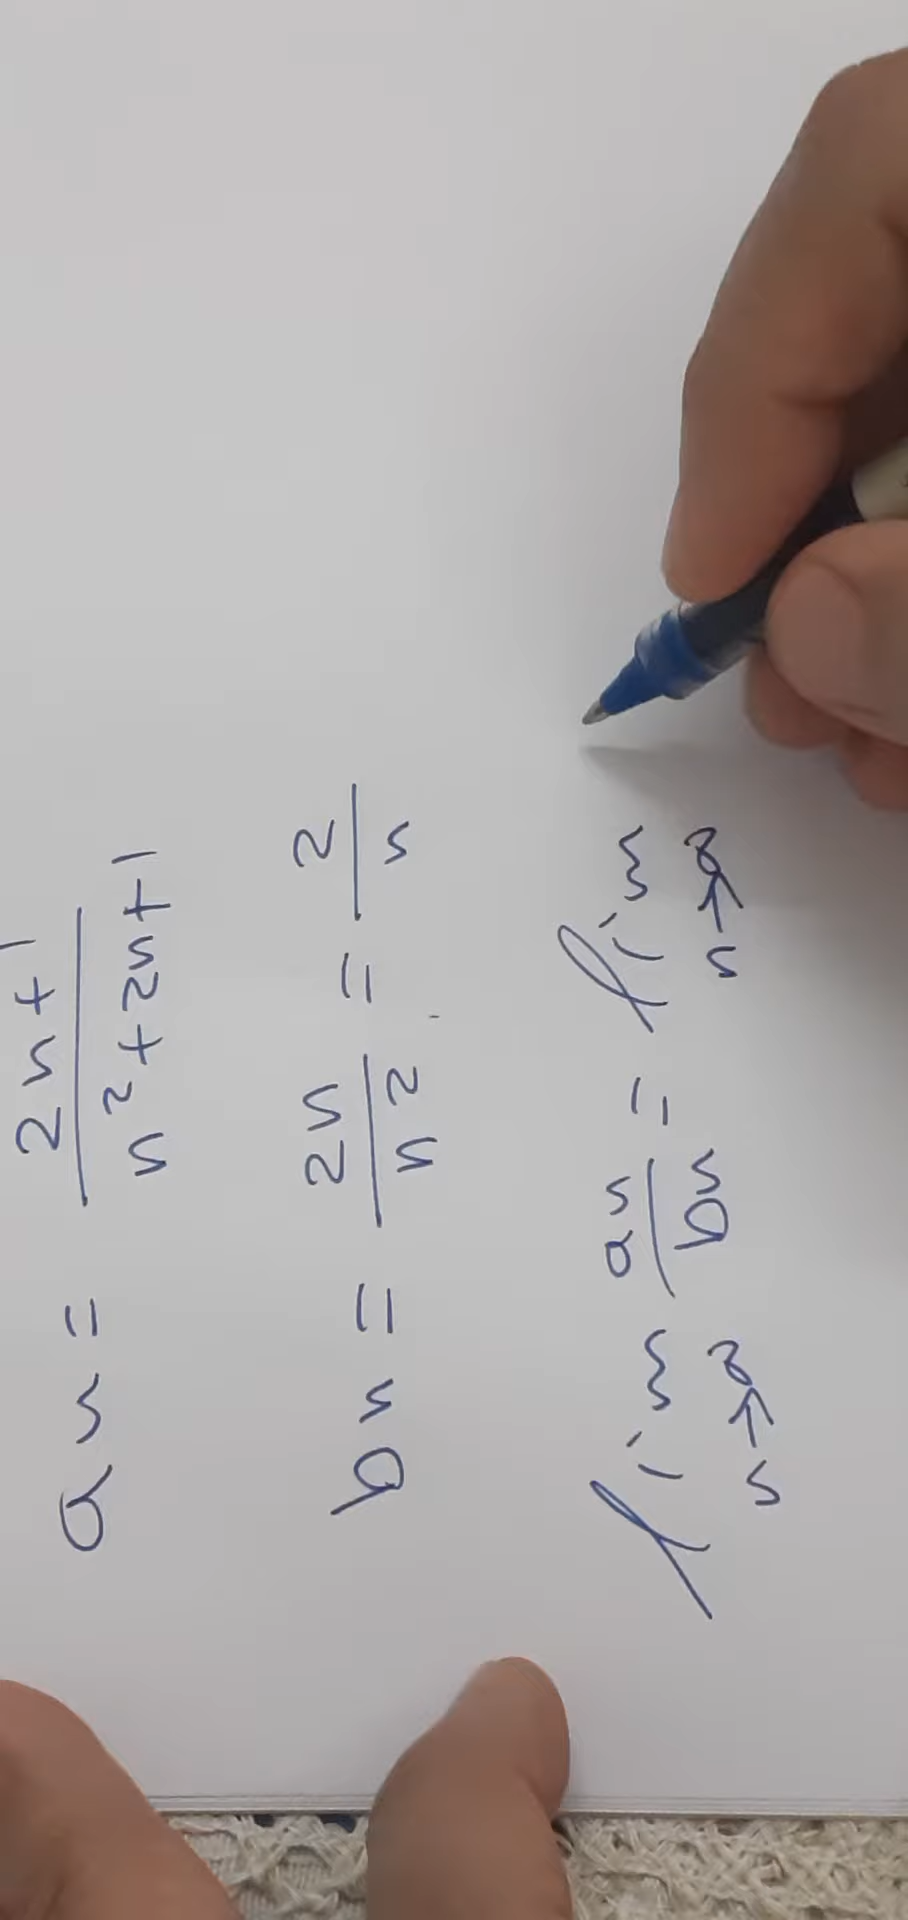 an = (2n+1)/(n²+2n+1)
bn = 2n/n² = 2/n
lim n→∞ an/bn = lim n→∞